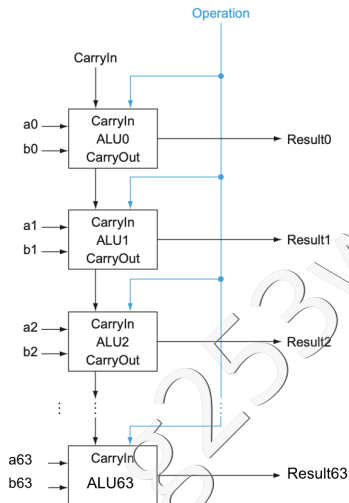 Operation
CarryIn
a0
b0
CarryIn
ALU0
CarryOut
Result0
a1
b1
CarryIn
ALU1
CarryOut
Result1
a2
b2
CarryIn
ALU2
CarryOut
Result2
a63
b63
CarryIn
ALU63
Result63